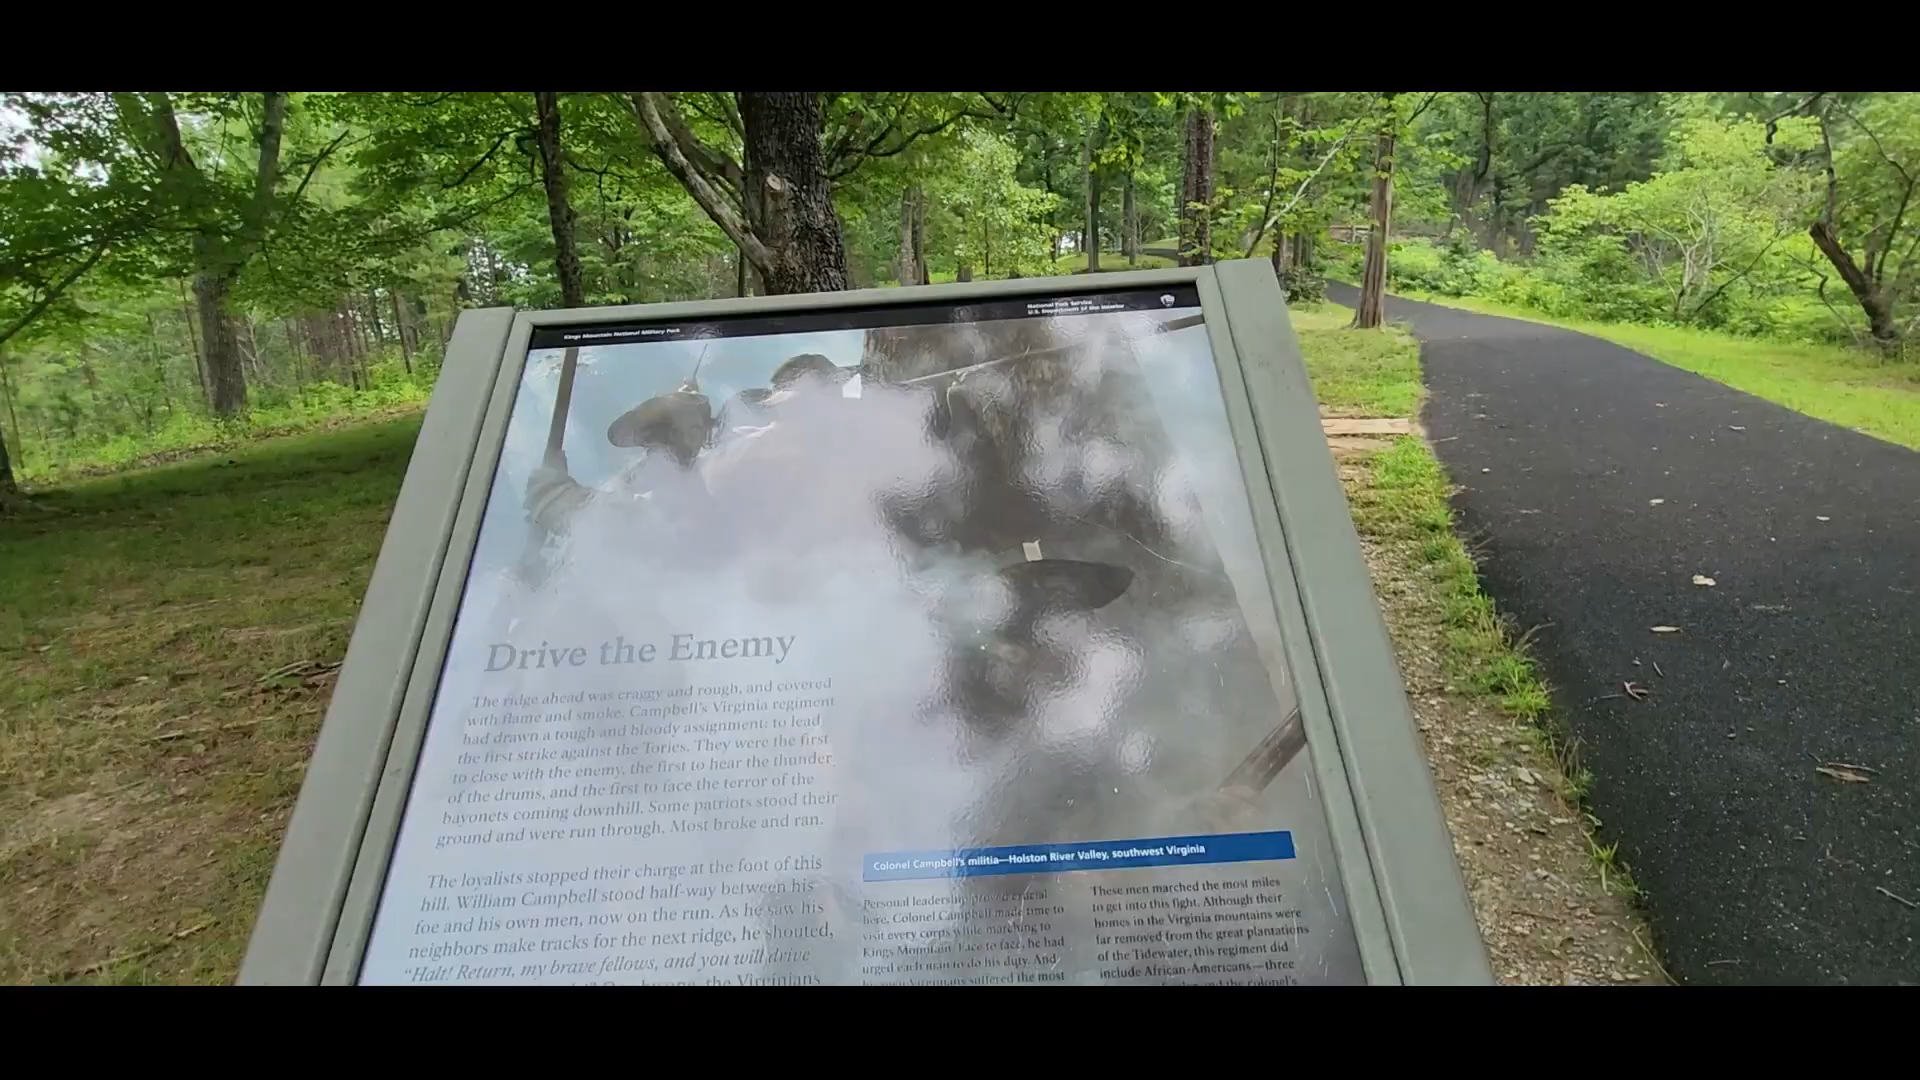 Kings Mountain National Military Park
National Park Service
U.S. Department of the Interior
Drive the Enemy
The ridge ahead was craggy and rough, and covered
with flame and smoke. Campbell's Virginia regiment
had drawn a tough and bloody assignment: to lead
the first strike against the Tories. They were the first
to close with the enemy, the first to hear the thunder
of the drums, and the first to face the terror of the
bayonets coming downhill. Some patriots stood their
ground and were run through. Most broke and ran.
The loyalists stopped their charge at the foot of this
hill. William Campbell stood half-way between his
foe and his own men, now on the run. As he saw his
neighbors make tracks for the next ridge, he shouted,
"Halt! Return, my brave fellows, and you will drive
the Virginians
Colonel Campbell's militia—Holston River Valley, southwest Virginia
Personal leadership proved crucial
here. Colonel Campbell made time to
visit every corps while marching to
Kings Mountain. Face to face, he had
urged each man to do his duty. And
suffered the most
These men marched the most miles
to get into this fight. Although their
homes in the Virginia mountains were
far removed from the great plantations
of the Tidewater, this regiment did
include African-Americans—three
and the colonel's